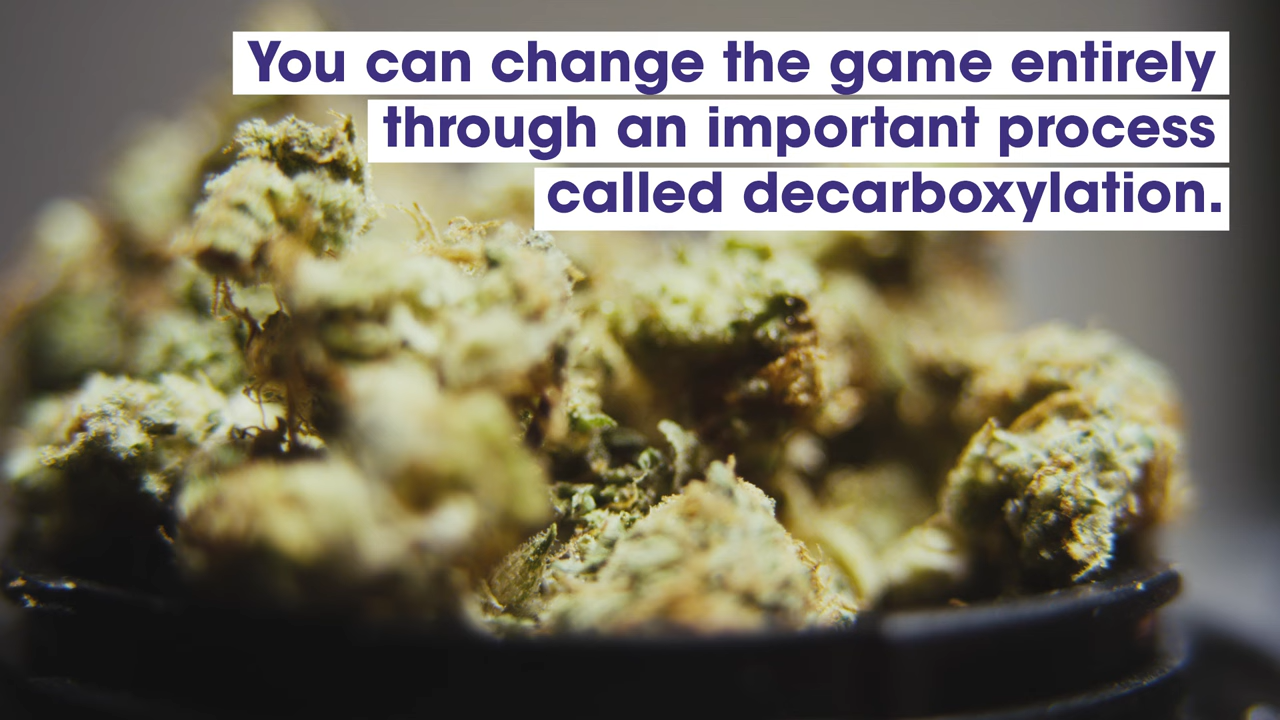 You can change the game entirely
through an important process
called decarboxylation.